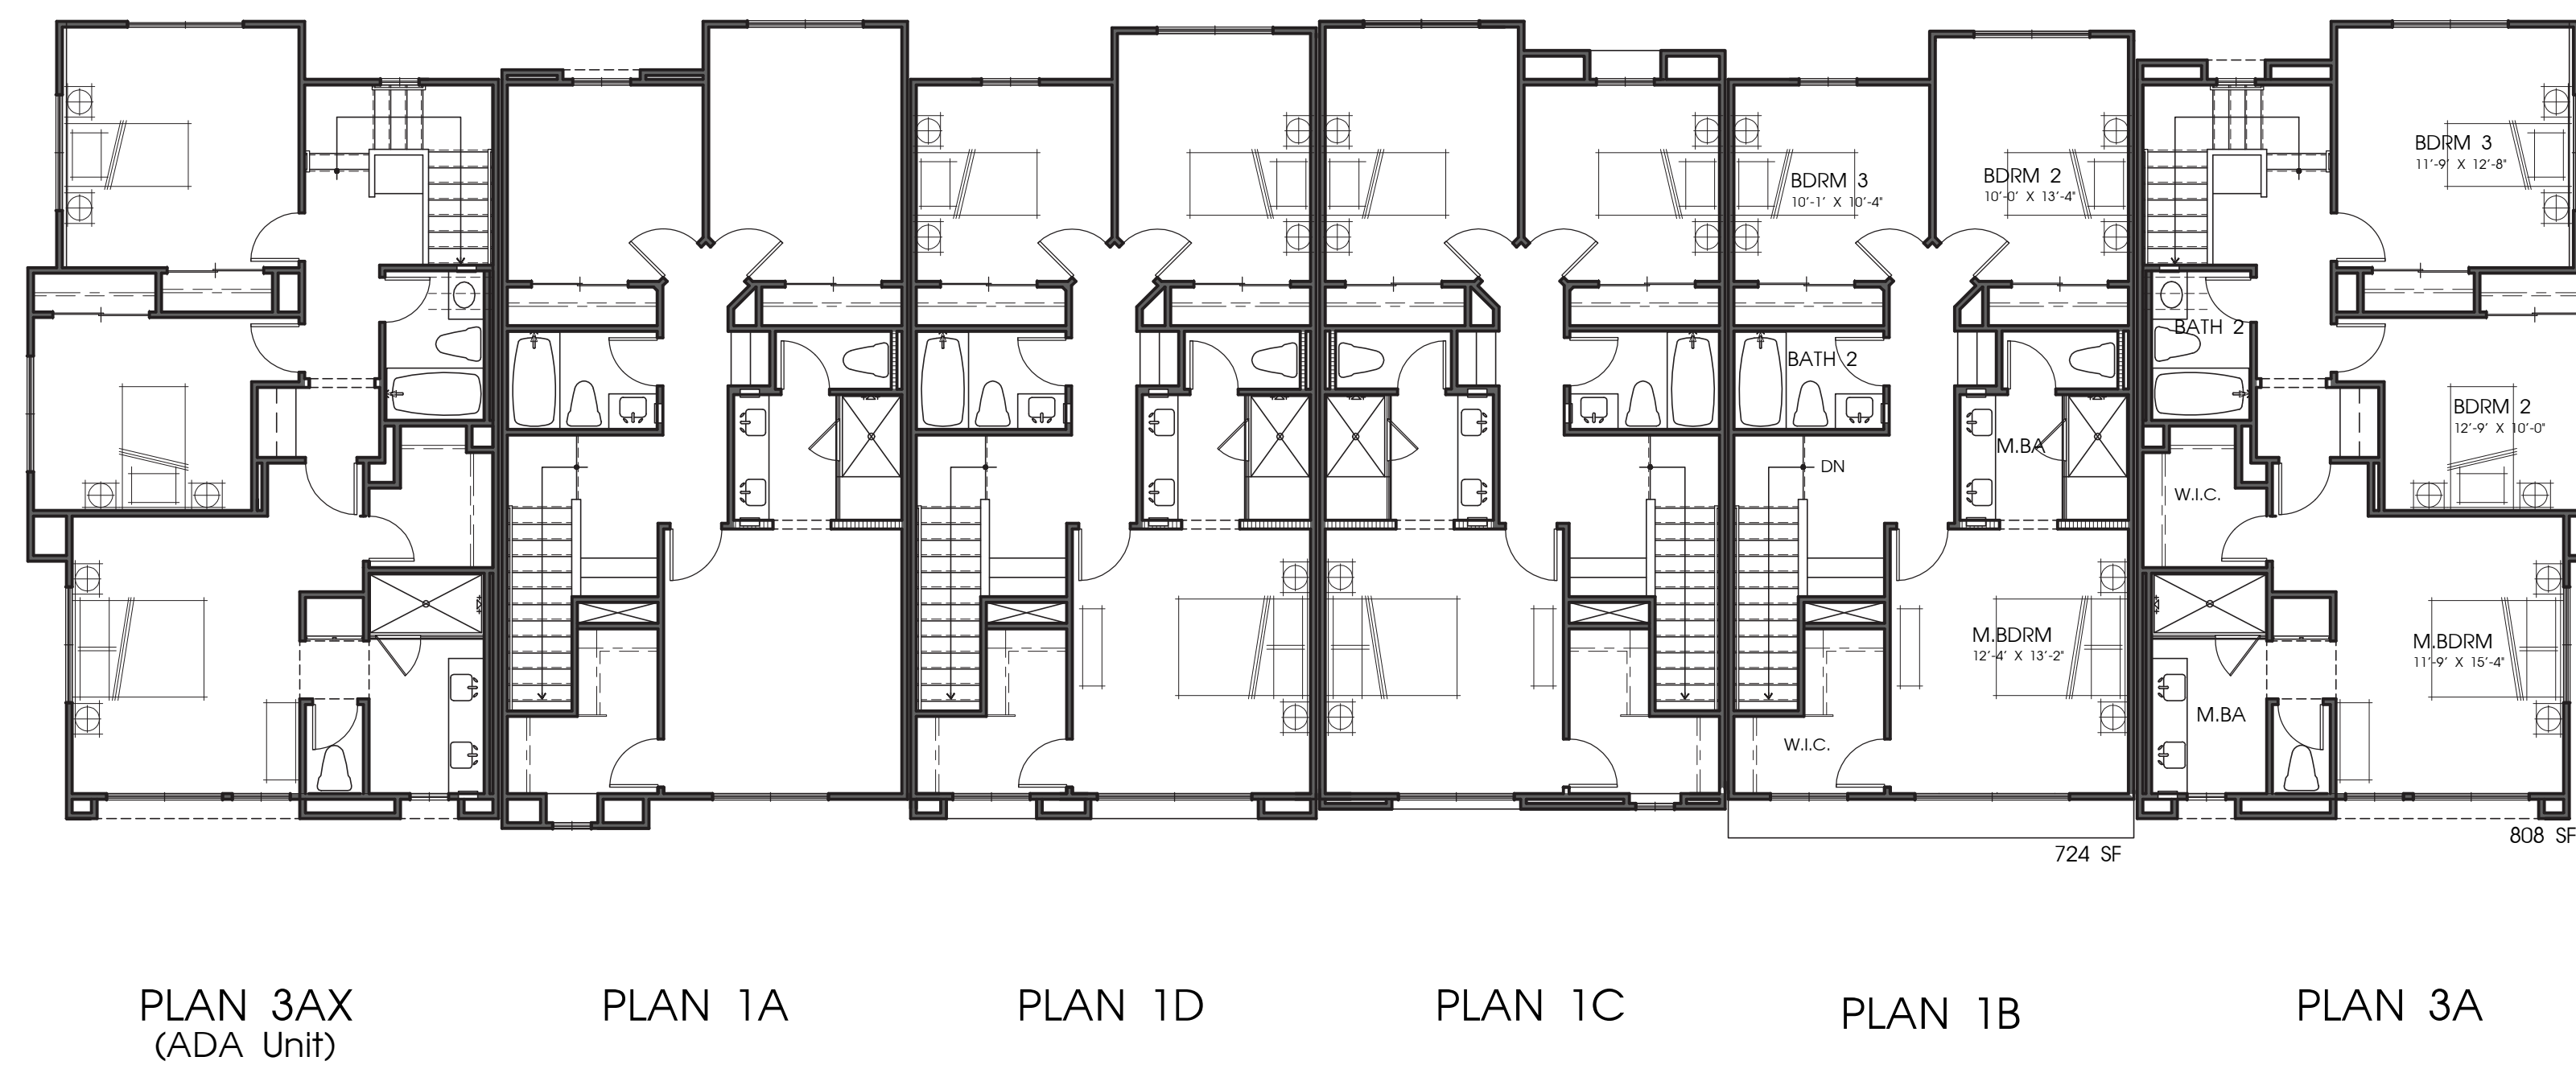 BDRM 3
11'-9' X 12'-8"
BDRM 3
10'-1' X 10'-4"
BDRM 2
10'-0' X 13'-4"
BATH 2
BATH 2
BDRM 2
12'-9' X 10'-0"
M.BA
DN
W.I.C.
M.BDRM
12'-4' X 13'-2"
M.BDRM
11'-9' X 15'-4"
M.BA
W.I.C.
808 SF
724 SF
PLAN 3AX
(ADA Unit)
PLAN 1A
PLAN 1D
PLAN 1C
PLAN 1B
PLAN 3A